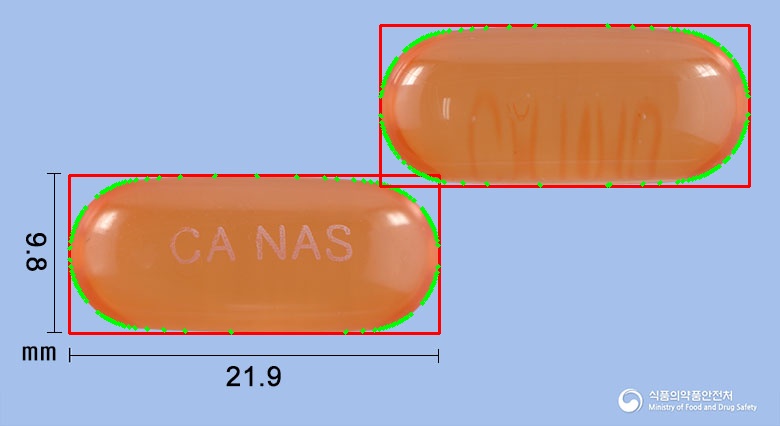 CA NAS
9.8
mm
21.9
식품의약품안전처
Ministry of Food and Drug Safety